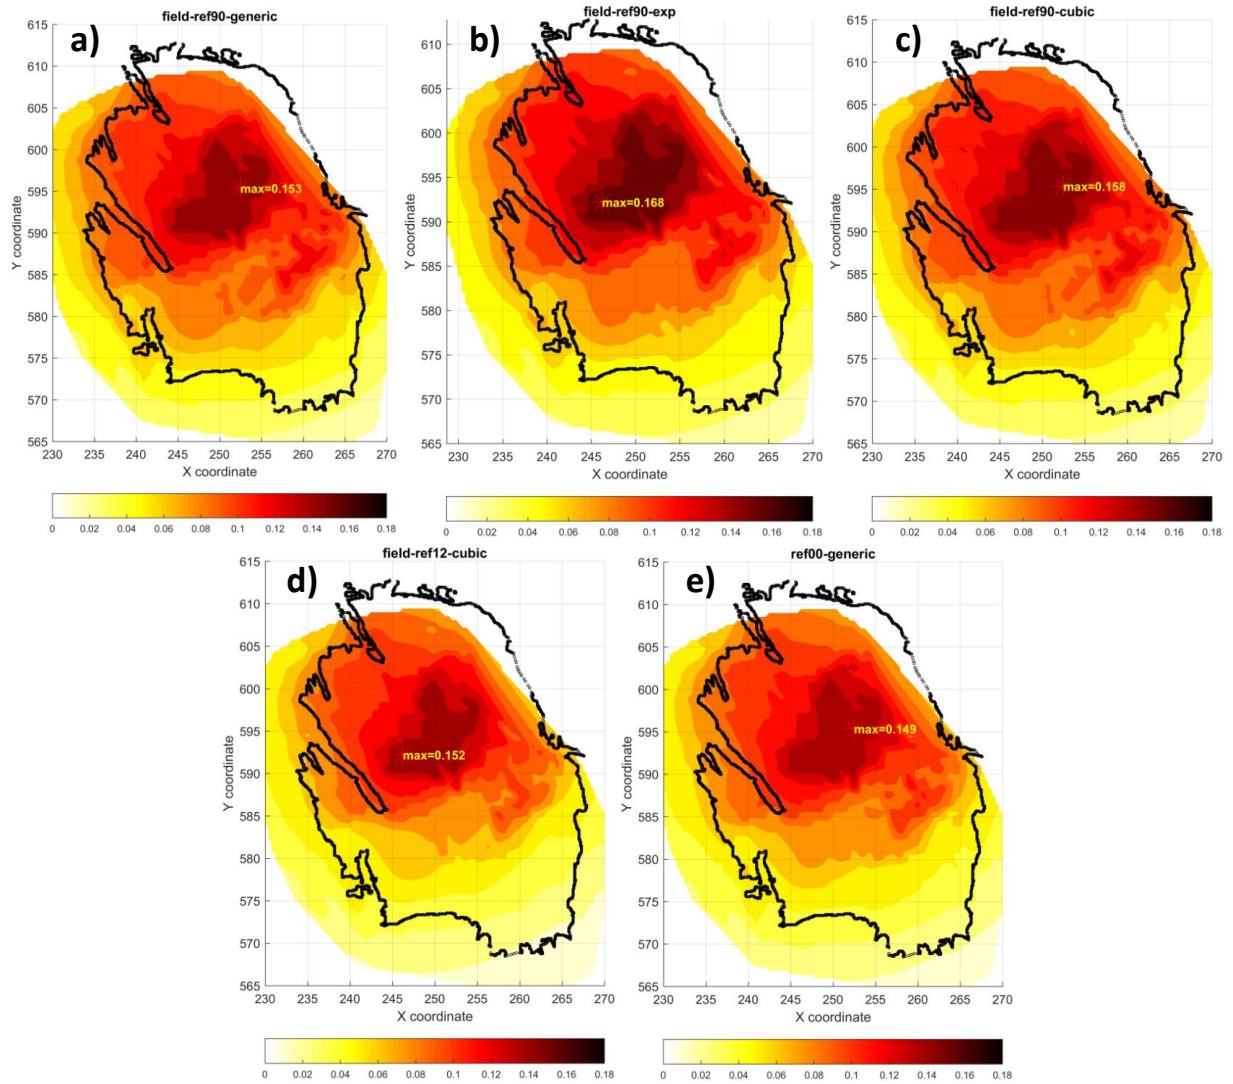 field-ref90-generic
a)
615
610
605
600
595
590
585
580
575
570
565
Y coordinate
max=0.153
230 235 240 245 250 255 260 265 270
X coordinate
0 0.02 0.04 0.06 0.08 0.1 0.12 0.14 0.16 0.18
field-ref90-exp
b)
610
605
600
595
590
585
580
575
570
565
Y coordinate
max=0.168
230 235 240 245 250 255 260 265 270
X coordinate
0 0.02 0.04 0.06 0.08 0.1 0.12 0.14 0.16 0.18
field-ref90-cubic
c)
615
610
605
600
595
590
585
580
575
570
565
Y coordinate
max=0.158
230 235 240 245 250 255 260 265 270
X coordinate
0 0.02 0.04 0.06 0.08 0.1 0.12 0.14 0.16 0.18
field-ref12-cubic
d)
615
610
605
600
595
590
585
580
575
570
565
Y coordinate
max=0.152
230 235 240 245 250 255 260 265 270
X coordinate
0 0.02 0.04 0.06 0.08 0.1 0.12 0.14 0.16 0.18
ref00-generic
e)
615
610
605
600
595
590
585
580
575
570
565
Y coordinate
max=0.149
230 235 240 245 250 255 260 265 270
X coordinate
0 0.02 0.04 0.06 0.08 0.1 0.12 0.14 0.16 0.18